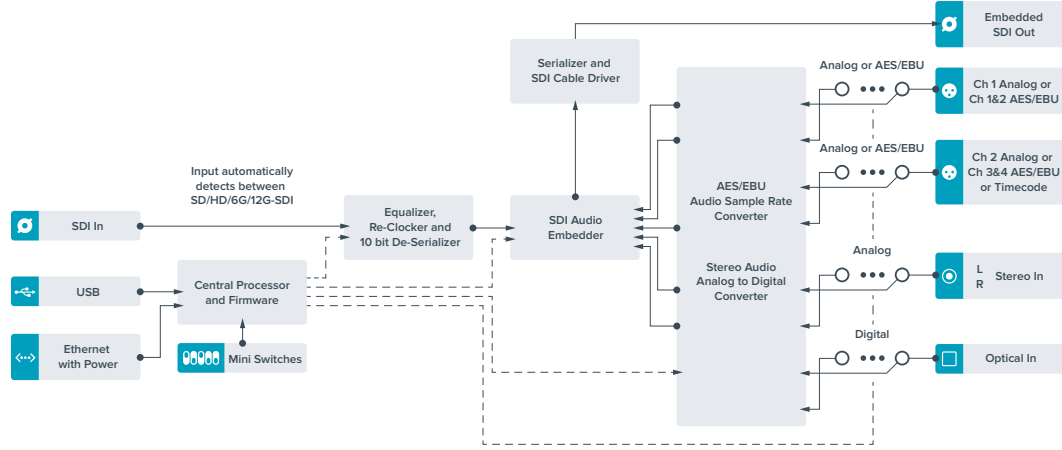 Embedded
SDI Out
Serializer and
SDI Cable Driver
Analog or AES/EBU
Ch 1 Analog or
Ch 1&2 AES/EBU
Analog or AES/EBU
Ch 2 Analog or
Ch 3&4 AES/EBU
or Timecode
Input automatically
detects between
SD/HD/6G/12G-SDI
AES/EBU
Audio Sample Rate
Converter
SDI In
Equalizer,
Re-Clocker and
10 bit De-Serializer
SDI Audio
Embedder
Analog
Stereo Audio
Analog to Digital
Converter
L
R
Stereo In
USB
Central Processor
and Firmware
Ethernet
with Power
Mini Switches
Digital
Optical In